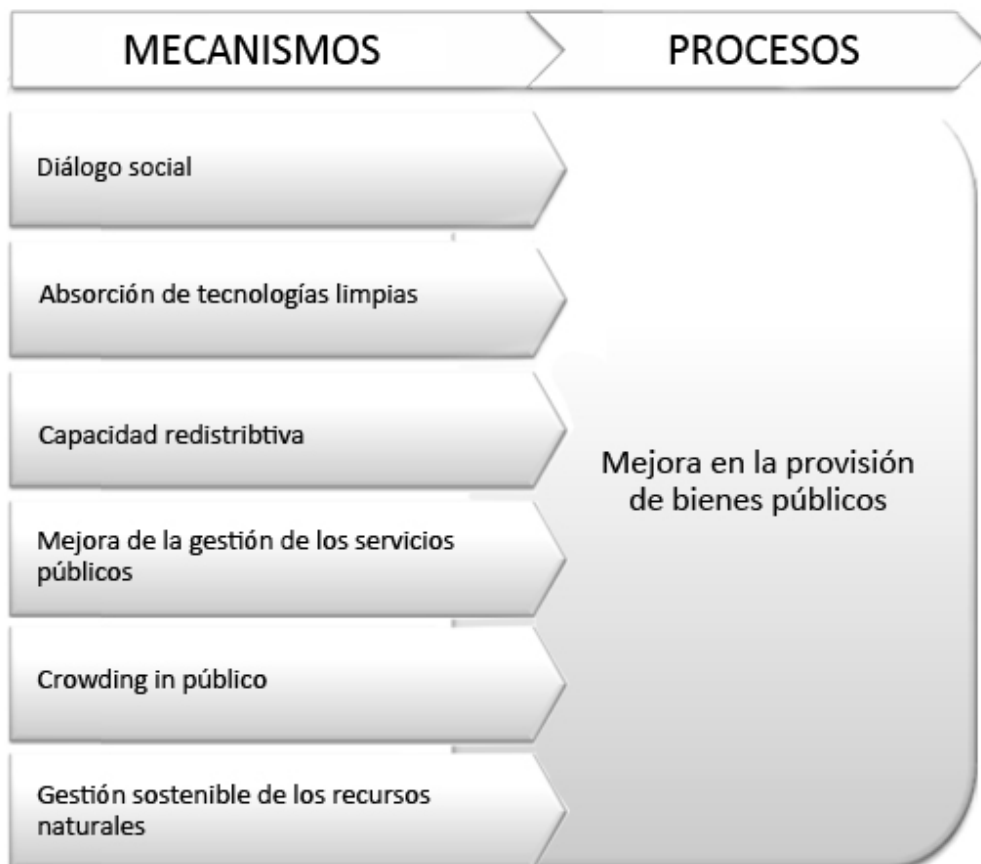 MECANISMOS
PROCESOS
Diálogo social
Absorción de tecnologías limpias
Capacidad redistribtiva
Mejora de la gestión de los servicios
públicos
Crowding in público
Gestión sostenible de los recursos
naturales
Mejora en la provisión
de bienes públicos